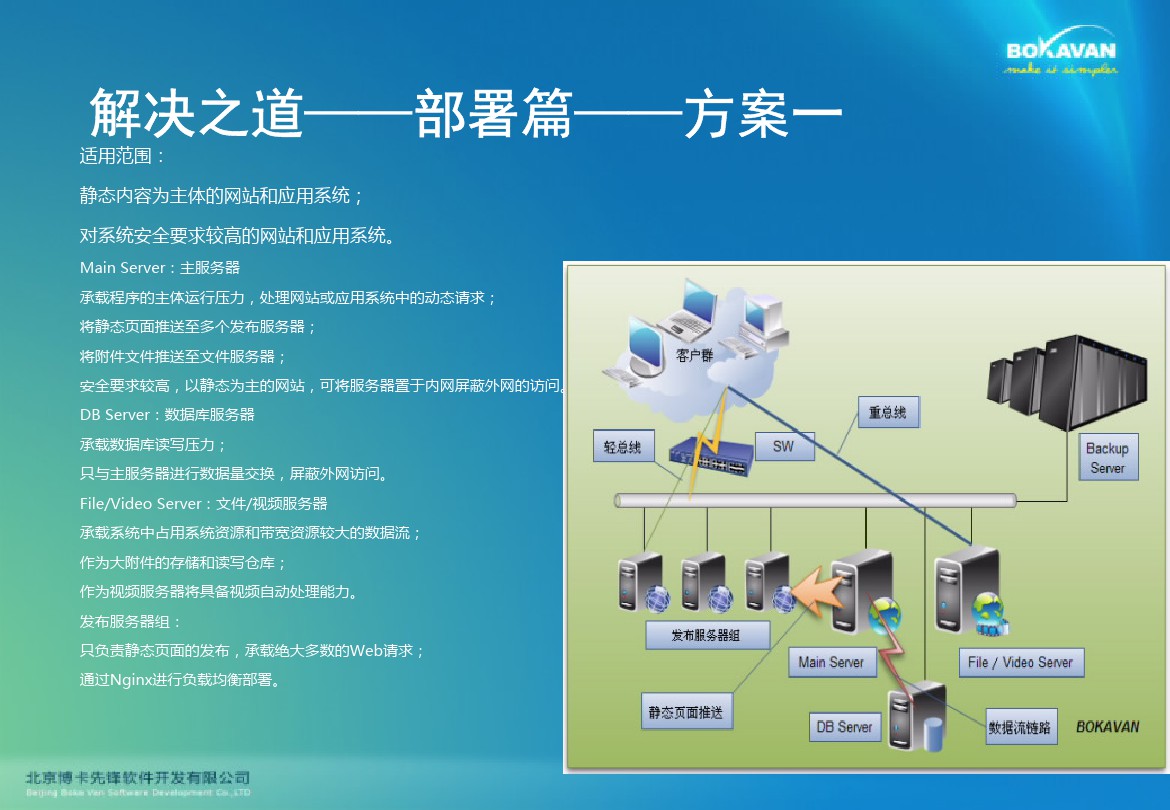 BOKAVAN
make it simpler
解决之道——部署篇——方案一
适用范围：
静态内容为主体的网站和应用系统；
对系统安全要求较高的网站和应用系统。
Main Server：主服务器
承载程序的主体运行压力，处理网站或应用系统中的动态请求；
将静态页面推送至多个发布服务器；
将附件文件推送至文件服务器；
安全要求较高，以静态为主的网站，可将服务器置于内网屏蔽外网的访问。
DB Server：数据库服务器
承载数据库读写压力；
只与主服务器进行数据量交换，屏蔽外网访问。
File/Video Server：文件/视频服务器
承载系统中占用系统资源和带宽资源较大的数据流；
作为大附件的存储和读写仓库；
作为视频服务器将具备视频自动处理能力。
发布服务器组：
只负责静态页面的发布，承载绝大多数的Web请求；
通过Nginx进行负载均衡部署。
客户群
重总线
轻总线
SW
Backup
Server
发布服务器组
Main Server
File / Video Server
静态页面推送
DB Server
数据流链路
BOKAVAN
北京博卡先锋软件开发有限公司
Beijing Boka Van Software Development Co.,LTD